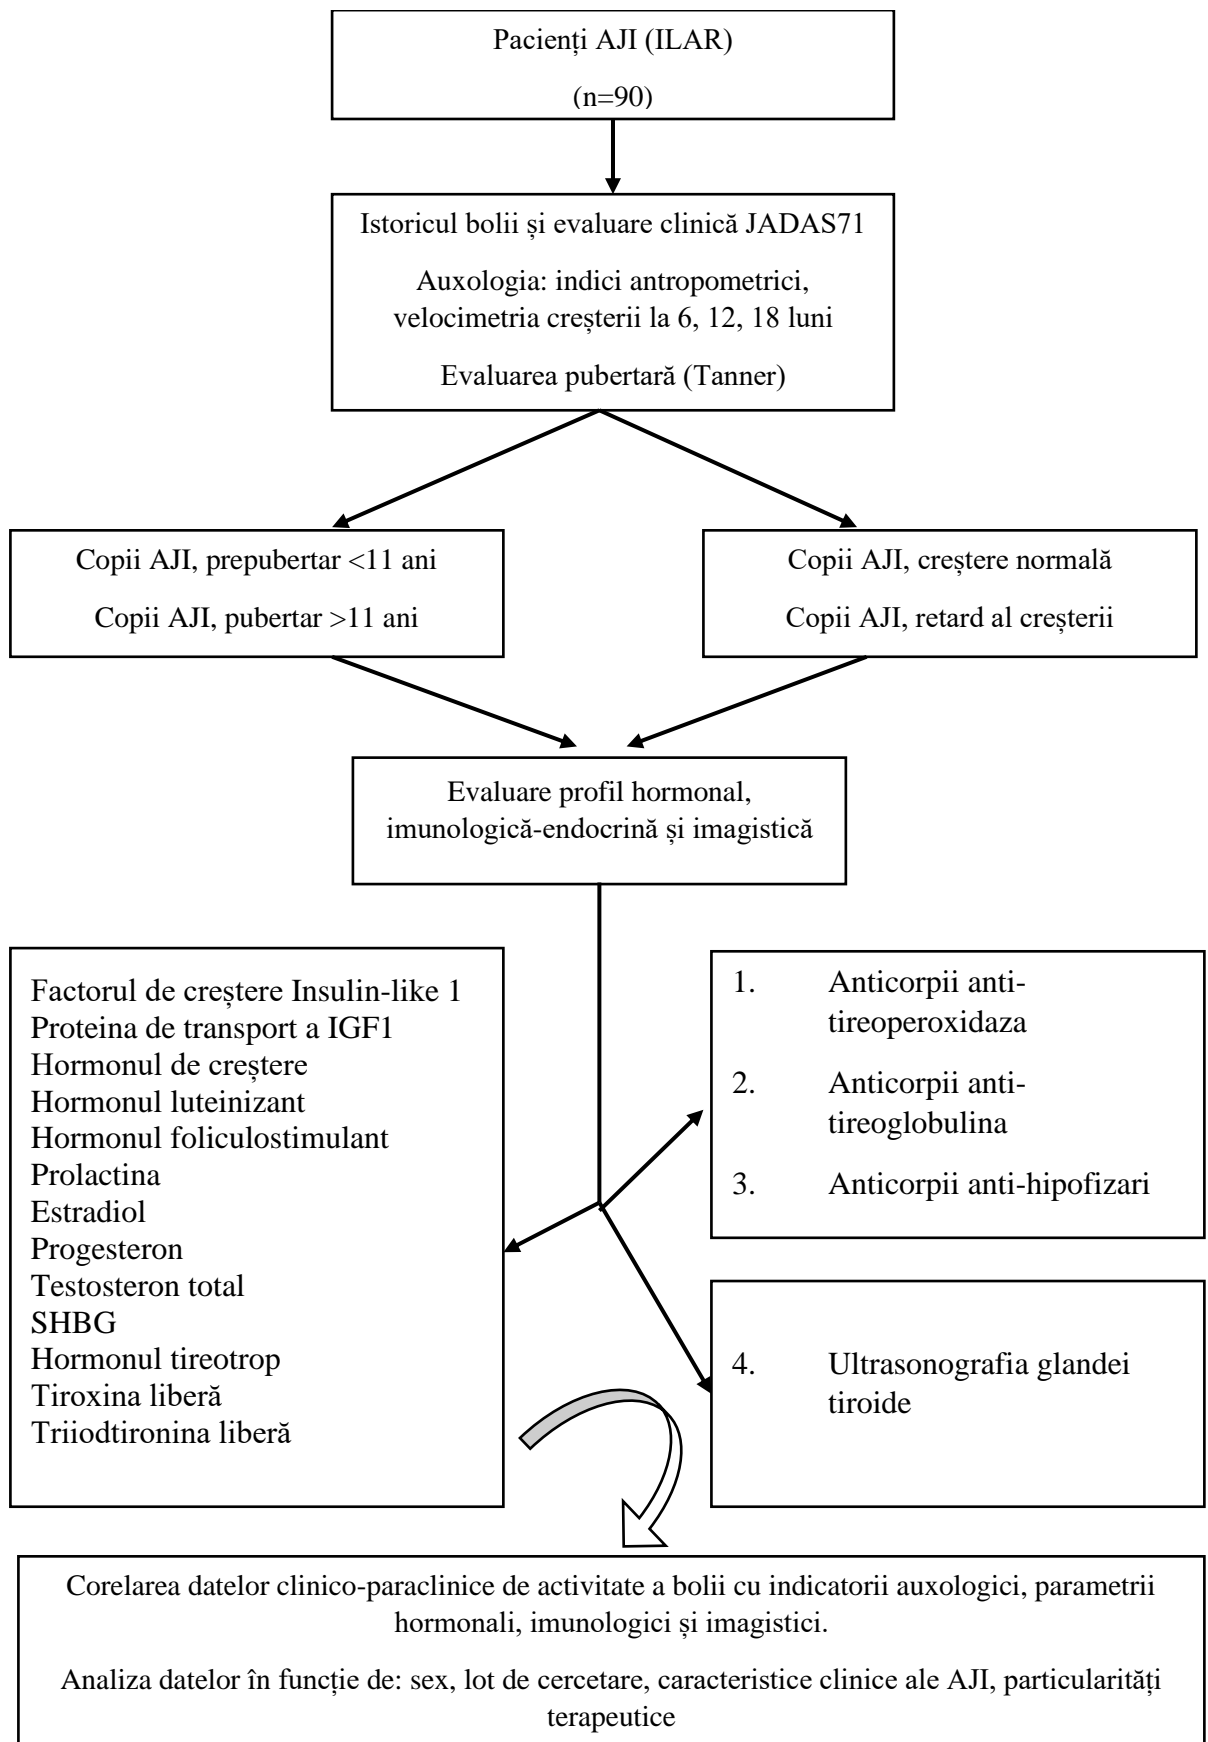 Pacienți AJI (ILAR)
(n=90)
Istoricul bolii și evaluare clinică JADAS71
Auxologia: indici antropometrici,
velocimetria creșterii la 6, 12, 18 luni
Evaluarea pubertară (Tanner)
Copii AJI, prepubertar <11 ani
Copii AJI, pubertar >11 ani
Copii AJI, creștere normală
Copii AJI, retard al creșterii
Evaluare profil hormonal,
imunologică-endocrină și imagistică
Factorul de creștere Insulin-like 1
Proteina de transport a IGF1
Hormonul de creștere
Hormonul luteinizant
Hormonul foliculostimulant
Prolactina
Estradiol
Progesteron
Testosteron total
SHBG
Hormonul tireotrop
Tiroxina liberă
Triiodtironina liberă
1. Anticorpii anti-
tireoperoxidaza
2. Anticorpii anti-
tireoglobulina
3. Anticorpii anti-hipofizari
4. Ultrasonografia glandei
tiroide
Corelarea datelor clinico-paraclinice de activitate a bolii cu indicatorii auxologici, parametrii
hormonali, imunologici și imagistici.
Analiza datelor în funcție de: sex, lot de cercetare, caracteristice clinice ale AJI, particularități
terapeutice